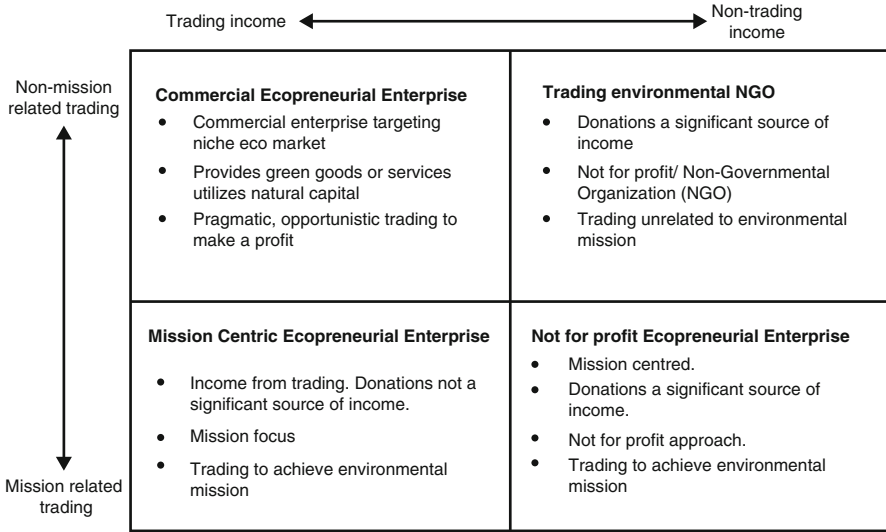 Trading income
Non-trading
income
Non-mission
related trading
Commercial Ecopreneurial Enterprise
• Commercial enterprise targeting
niche eco market
• Provides green goods or services
utilizes natural capital
• Pragmatic, opportunistic trading to
make a profit
Trading environmental NGO
• Donations a significant source of
income
• Not for profit/ Non-Governmental
Organization (NGO)
• Trading unrelated to environmental
mission
Mission Centric Ecopreneurial Enterprise
• Income from trading. Donations not a
significant source of income.
• Mission focus
• Trading to achieve environmental
mission
Not for profit Ecopreneurial Enterprise
• Mission centred.
• Donations a significant source of
income.
• Not for profit approach.
• Trading to achieve environmental
mission
Mission related
trading